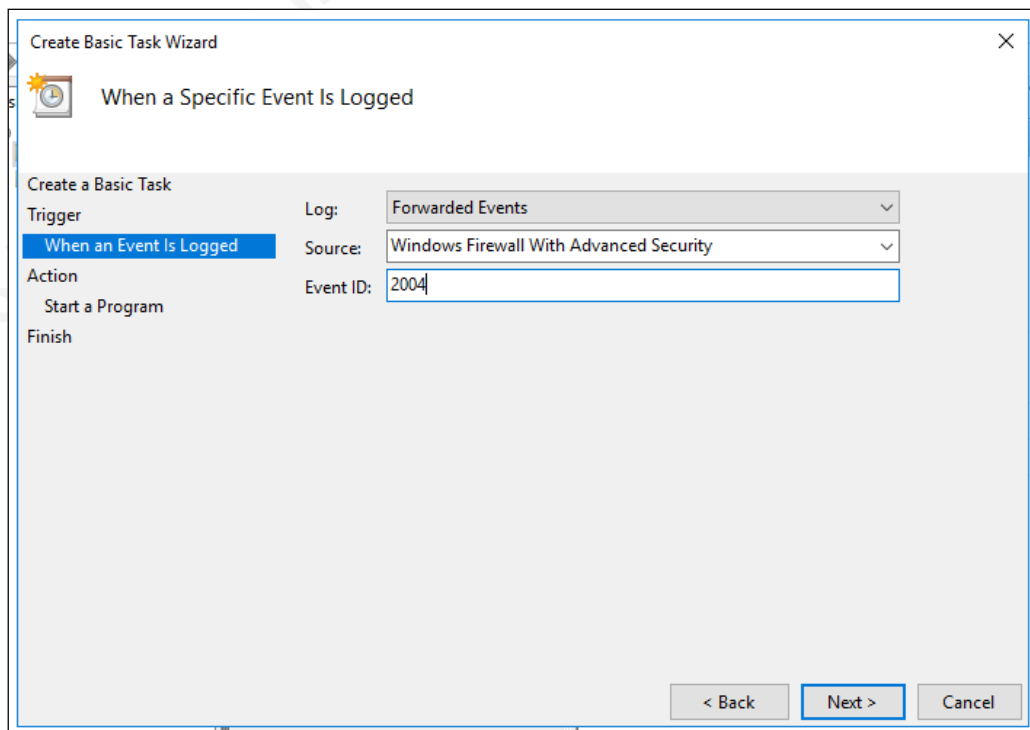 Create Basic Task Wizard
When a Specific Event Is Logged
Create a Basic Task
Trigger
When an Event Is Logged
Action
Start a Program
Finish
Log: Forwarded Events
Source: Windows Firewall With Advanced Security
Event ID: 2004
< Back Next > Cancel